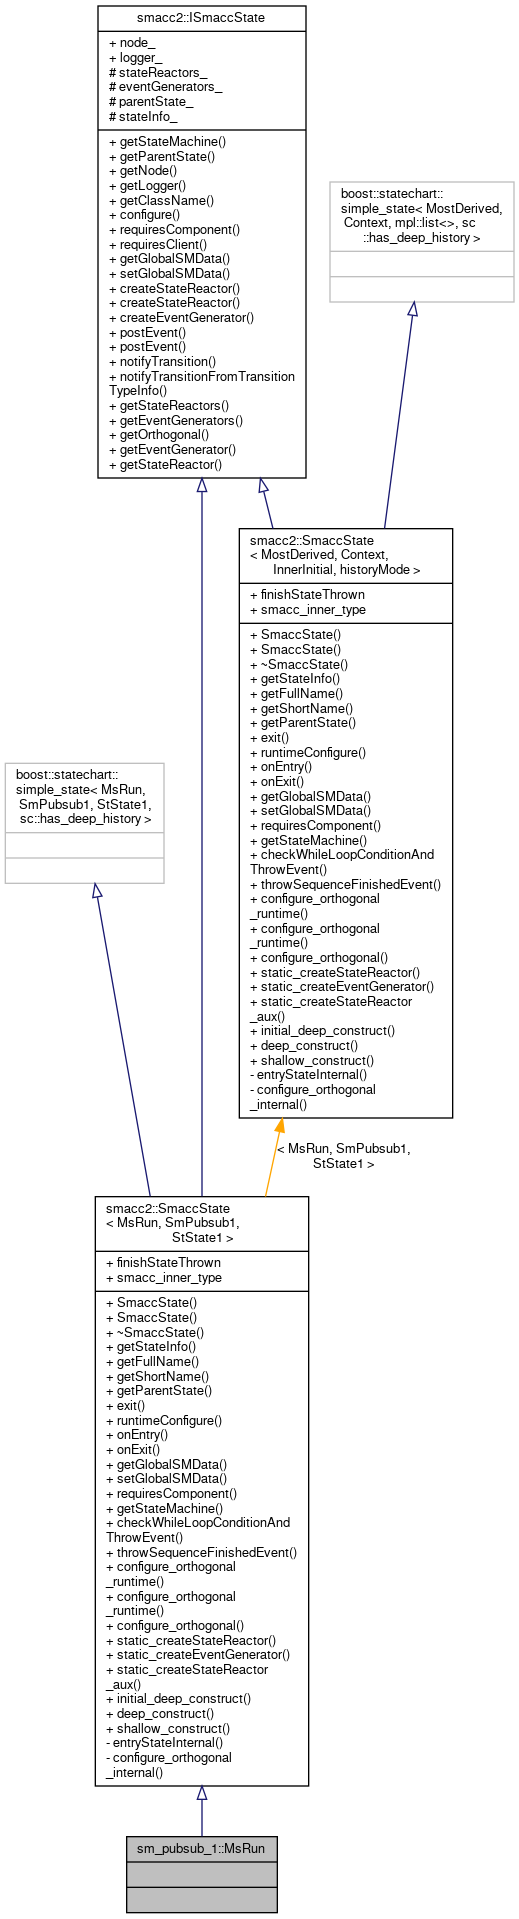 smacc2::ISmaccState
+ node_
+ logger_
# stateReactors_
# eventGenerators_
# parentState_
# stateInfo_
+ getStateMachine()
+ getParentState()
+ getNode()
+ getLogger()
+ getClassName()
+ configure()
+ requiresComponent()
+ requiresClient()
+ getGlobalSMData()
+ setGlobalSMData()
+ createStateReactor()
+ createStateReactor()
+ createEventGenerator()
+ postEvent()
+ postEvent()
+ notifyTransition()
+ notifyTransitionFromTransition
TypeInfo()
+ getStateReactors()
+ getEventGenerators()
+ getOrthogonal()
+ getEventGenerator()
+ getStateReactor()
boost::statechart::
simple_state< MostDerived,
Context, mpl::list<>, sc
::has_deep_history >
smacc2::SmaccState
< MostDerived, Context,
InnerInitial, historyMode >
+ finishStateThrown
+ smacc_inner_type
+ SmaccState()
+ SmaccState()
+ ~SmaccState()
+ getStateInfo()
+ getFullName()
+ getShortName()
+ getParentState()
+ exit()
+ runtimeConfigure()
+ onEntry()
+ onExit()
+ getGlobalSMData()
+ setGlobalSMData()
+ requiresComponent()
+ getStateMachine()
+ checkWhileLoopConditionAnd
ThrowEvent()
+ throwSequenceFinishedEvent()
+ configure_orthogonal
_runtime()
+ configure_orthogonal
_runtime()
+ configure_orthogonal()
+ static_createStateReactor()
+ static_createEventGenerator()
+ static_createStateReactor
_aux()
+ initial_deep_construct()
+ deep_construct()
+ shallow_construct()
- entryStateInternal()
- configure_orthogonal
_internal()
boost::statechart::
simple_state< MsRun,
SmPubsub1, StState1,
sc::has_deep_history >
< MsRun, SmPubsub1,
StState1 >
smacc2::SmaccState
< MsRun, SmPubsub1,
StState1 >
+ finishStateThrown
+ smacc_inner_type
+ SmaccState()
+ SmaccState()
+ ~SmaccState()
+ getStateInfo()
+ getFullName()
+ getShortName()
+ getParentState()
+ exit()
+ runtimeConfigure()
+ onEntry()
+ onExit()
+ getGlobalSMData()
+ setGlobalSMData()
+ requiresComponent()
+ getStateMachine()
+ checkWhileLoopConditionAnd
ThrowEvent()
+ throwSequenceFinishedEvent()
+ configure_orthogonal
_runtime()
+ configure_orthogonal
_runtime()
+ configure_orthogonal()
+ static_createStateReactor()
+ static_createEventGenerator()
+ static_createStateReactor
_aux()
+ initial_deep_construct()
+ deep_construct()
+ shallow_construct()
- entryStateInternal()
- configure_orthogonal
_internal()
sm_pubsub_1::MsRun